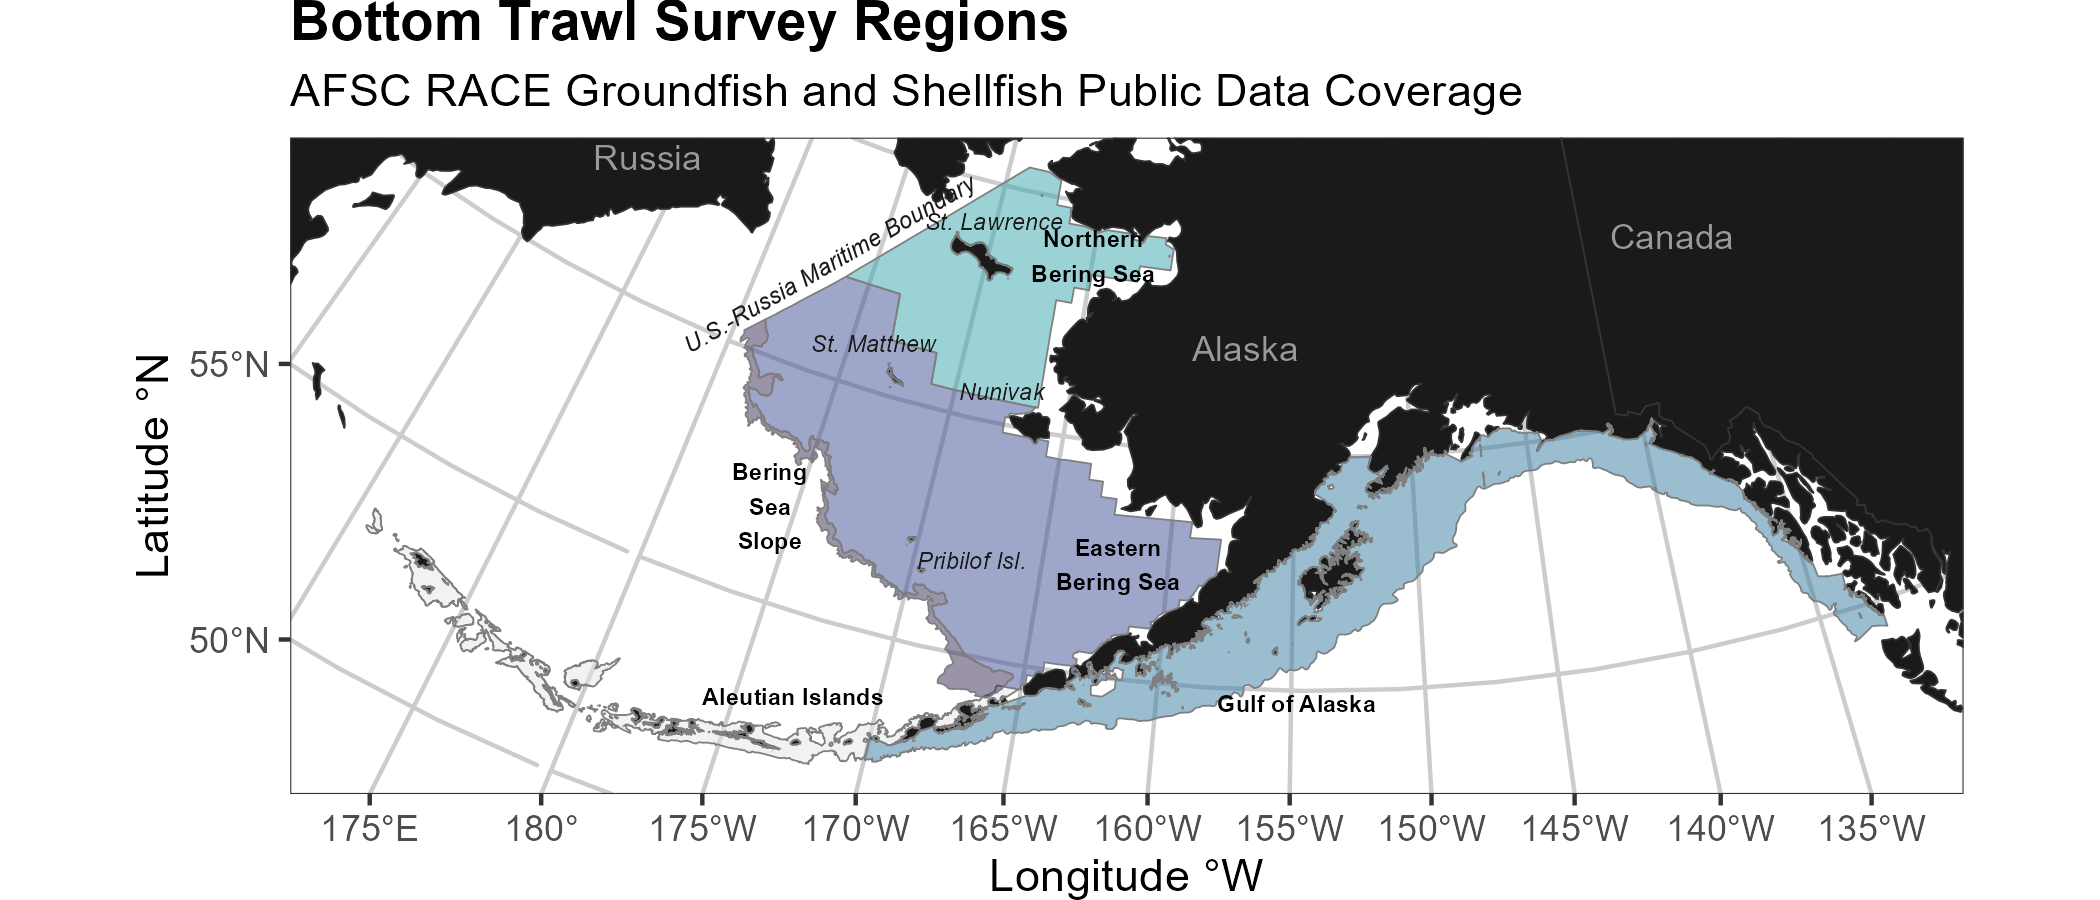 Bottom Trawl Survey Regions
AFSC RACE Groundfish and Shellfish Public Data Coverage
Russia
U.S.-Russia Maritime Boundary
St. Lawrence
Northern
Bering Sea
Canada
St. Matthew
Alaska
Nunivak
Bering
Sea
Slope
Pribilof Isl.
Eastern
Bering Sea
Aleutian Islands
Gulf of Alaska
55°N
50°N
Latitude °N
175°E
180°
175°W
170°W
165°W
160°W
155°W
150°W
145°W
140°W
135°W
Longitude °W